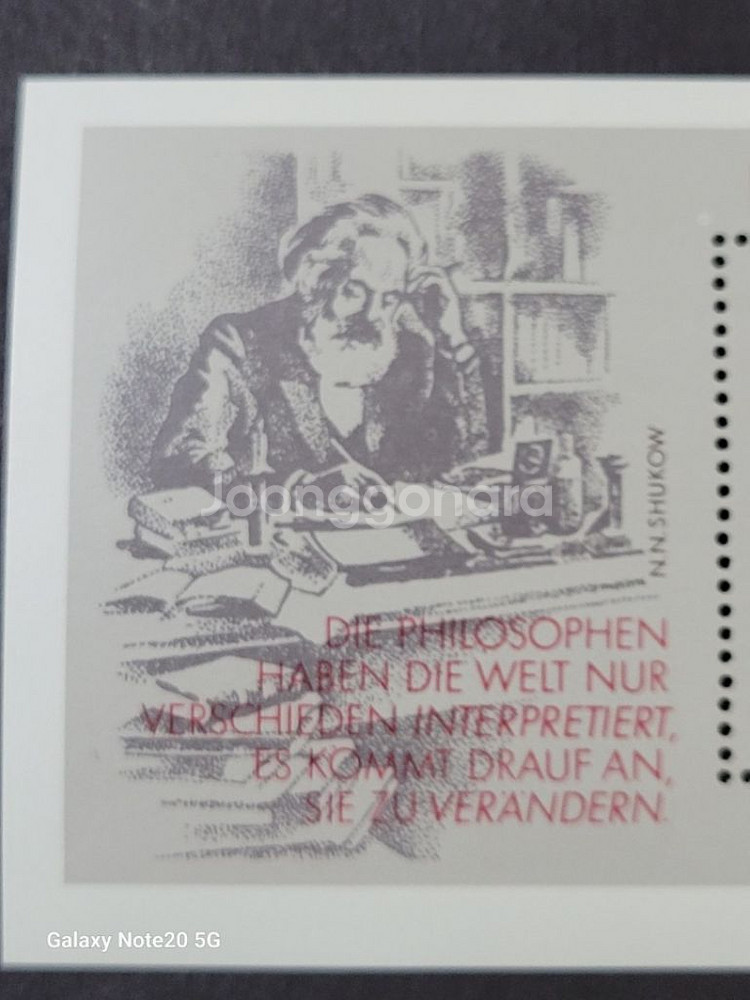 Joonggonara
N.N.SHUKOW
DIE PHILOSOPHEN
HABEN DIE WELT NUR
VERSCHIEDEN INTERPRETIERT,
ES KOMMT DRAUF AN,
SIE ZU VERÄNDERN.
Galaxy Note20 5G